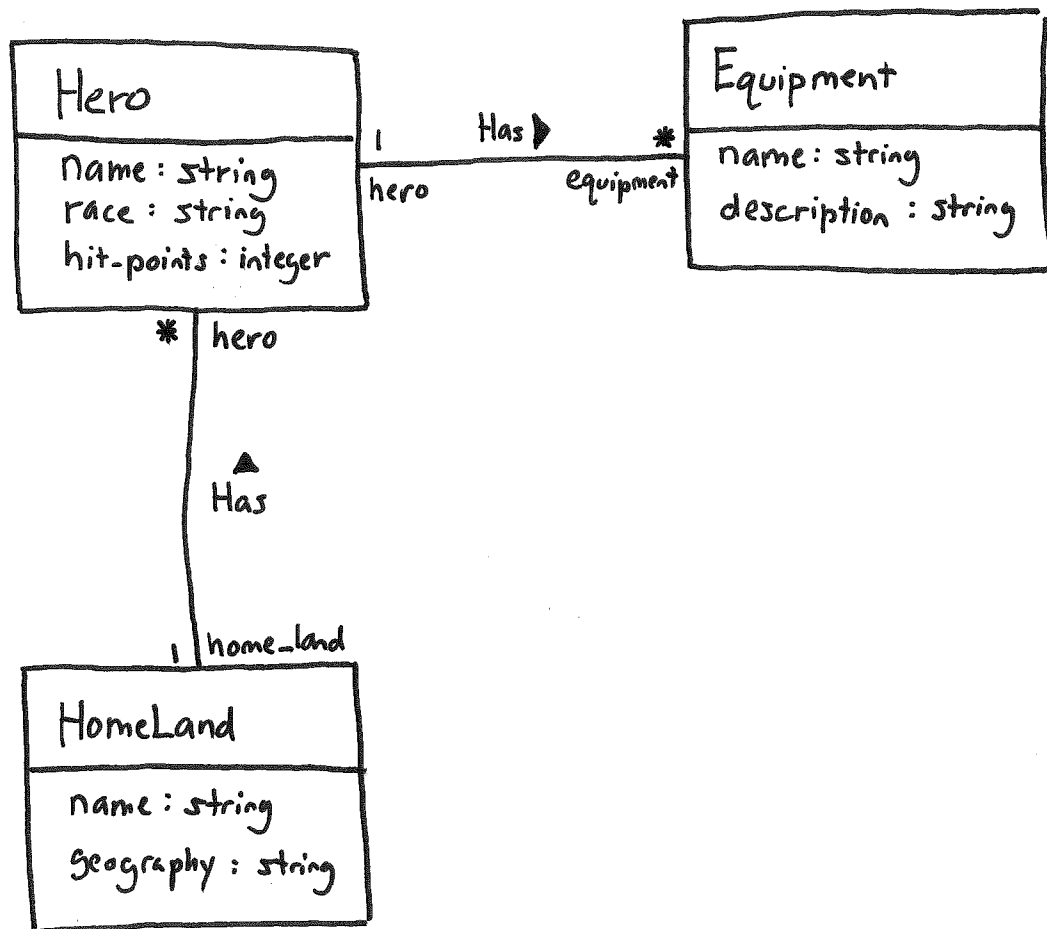 Hero
name : string
race : string
hit-points : integer
1
hero
Has
*
equipment
Equipment
name : string
description : string
*
hero
Has
1
home_land
HomeLand
name : string
geography : string